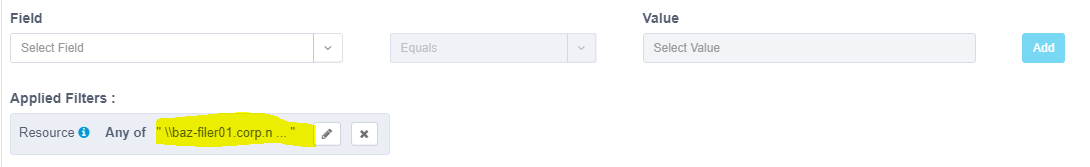 Field Value
Select Field Equals Select Value Add
Applied Filters :
Resource Any of " \\baz-filer01.corp.n ... "